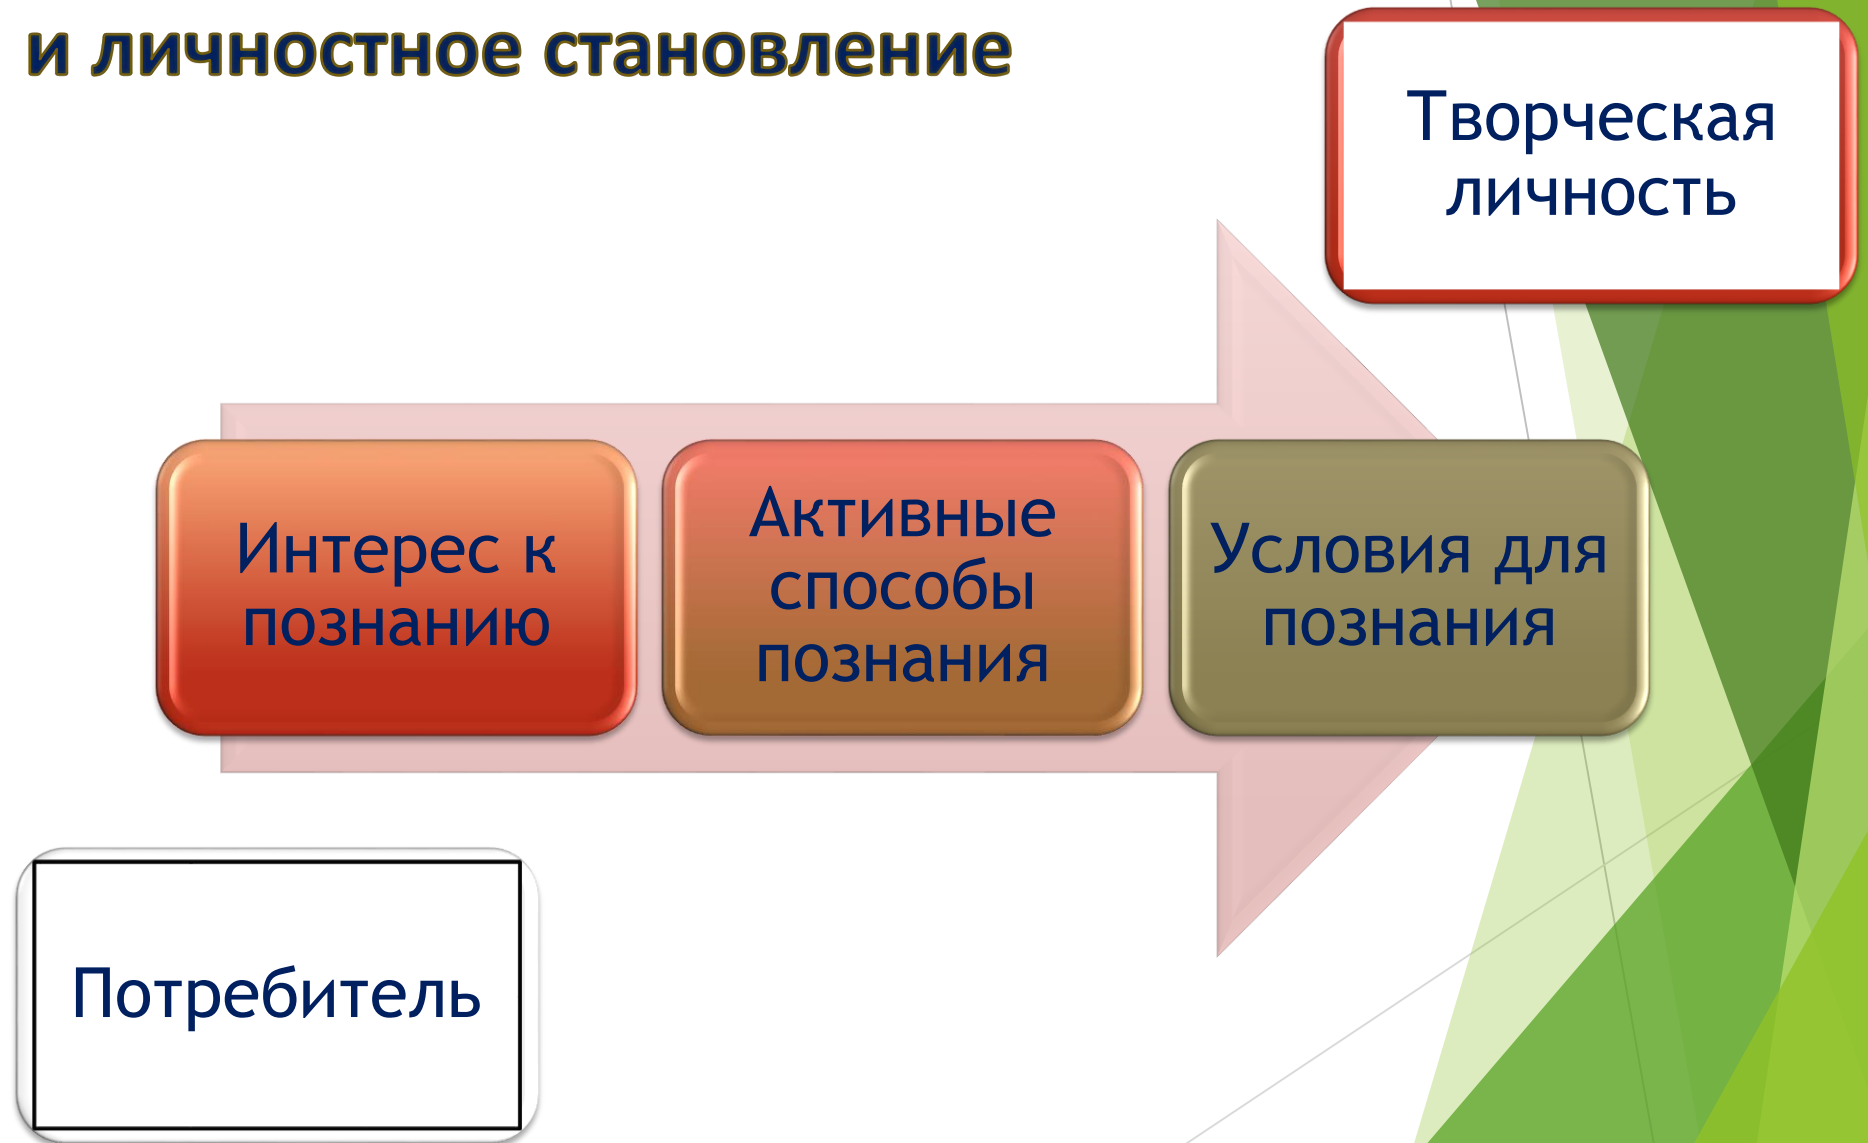 и личностное становление
Творческая
личность
Интерес к
познанию
Активные
способы
познания
Условия для
познания
Потребитель